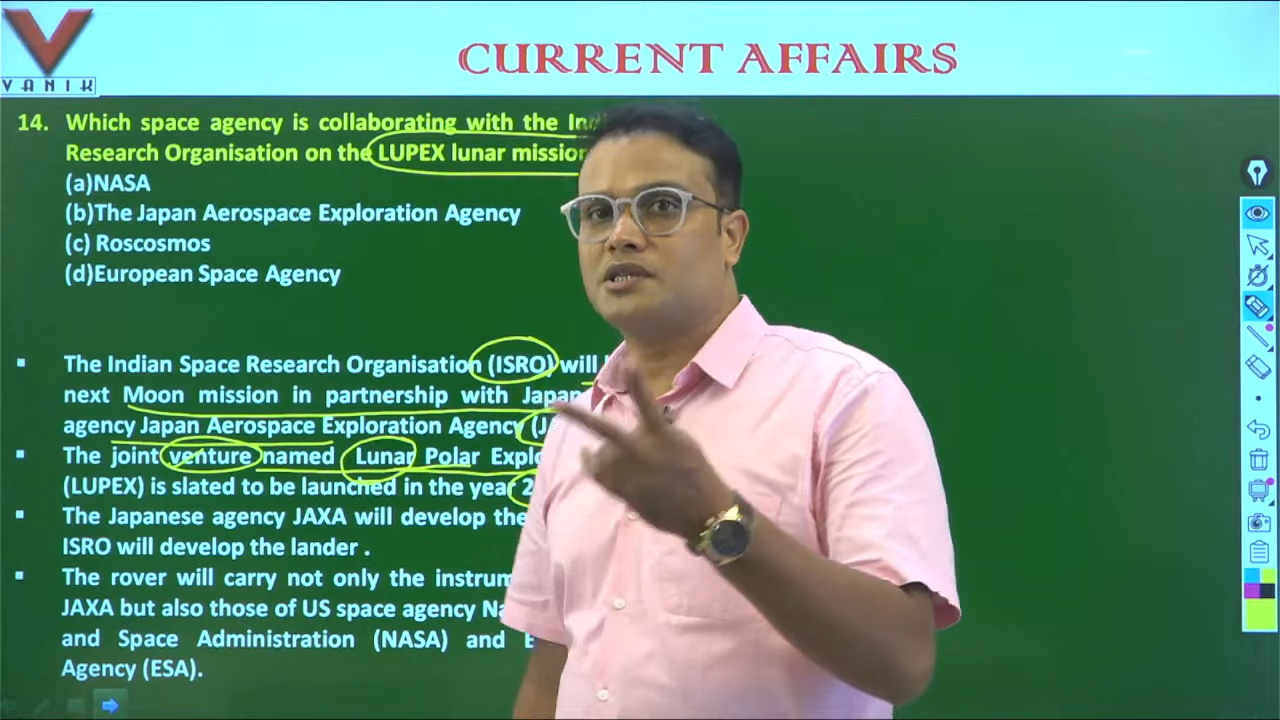 VANIK
CURRENT AFFAIRS
14. Which space agency is collaborating with the
Research Organisation on the LUPEX lunar mission
(a)NASA
(b)The Japan Aerospace Exploration Agency
(c) Roscosmos
(d)European Space Agency
▪ The Indian Space Research Organisation (ISRO) will
next Moon mission in partnership with Japan
agency Japan Aerospace Exploration Agency
▪ The joint venture named Lunar Polar
(LUPEX) is slated to be launched in the year
▪ The Japanese agency JAXA will develop the
ISRO will develop the lander .
▪ The rover will carry not only the
JAXA but also those of US space agency
and Space Administration (NASA) and
Agency (ESA).